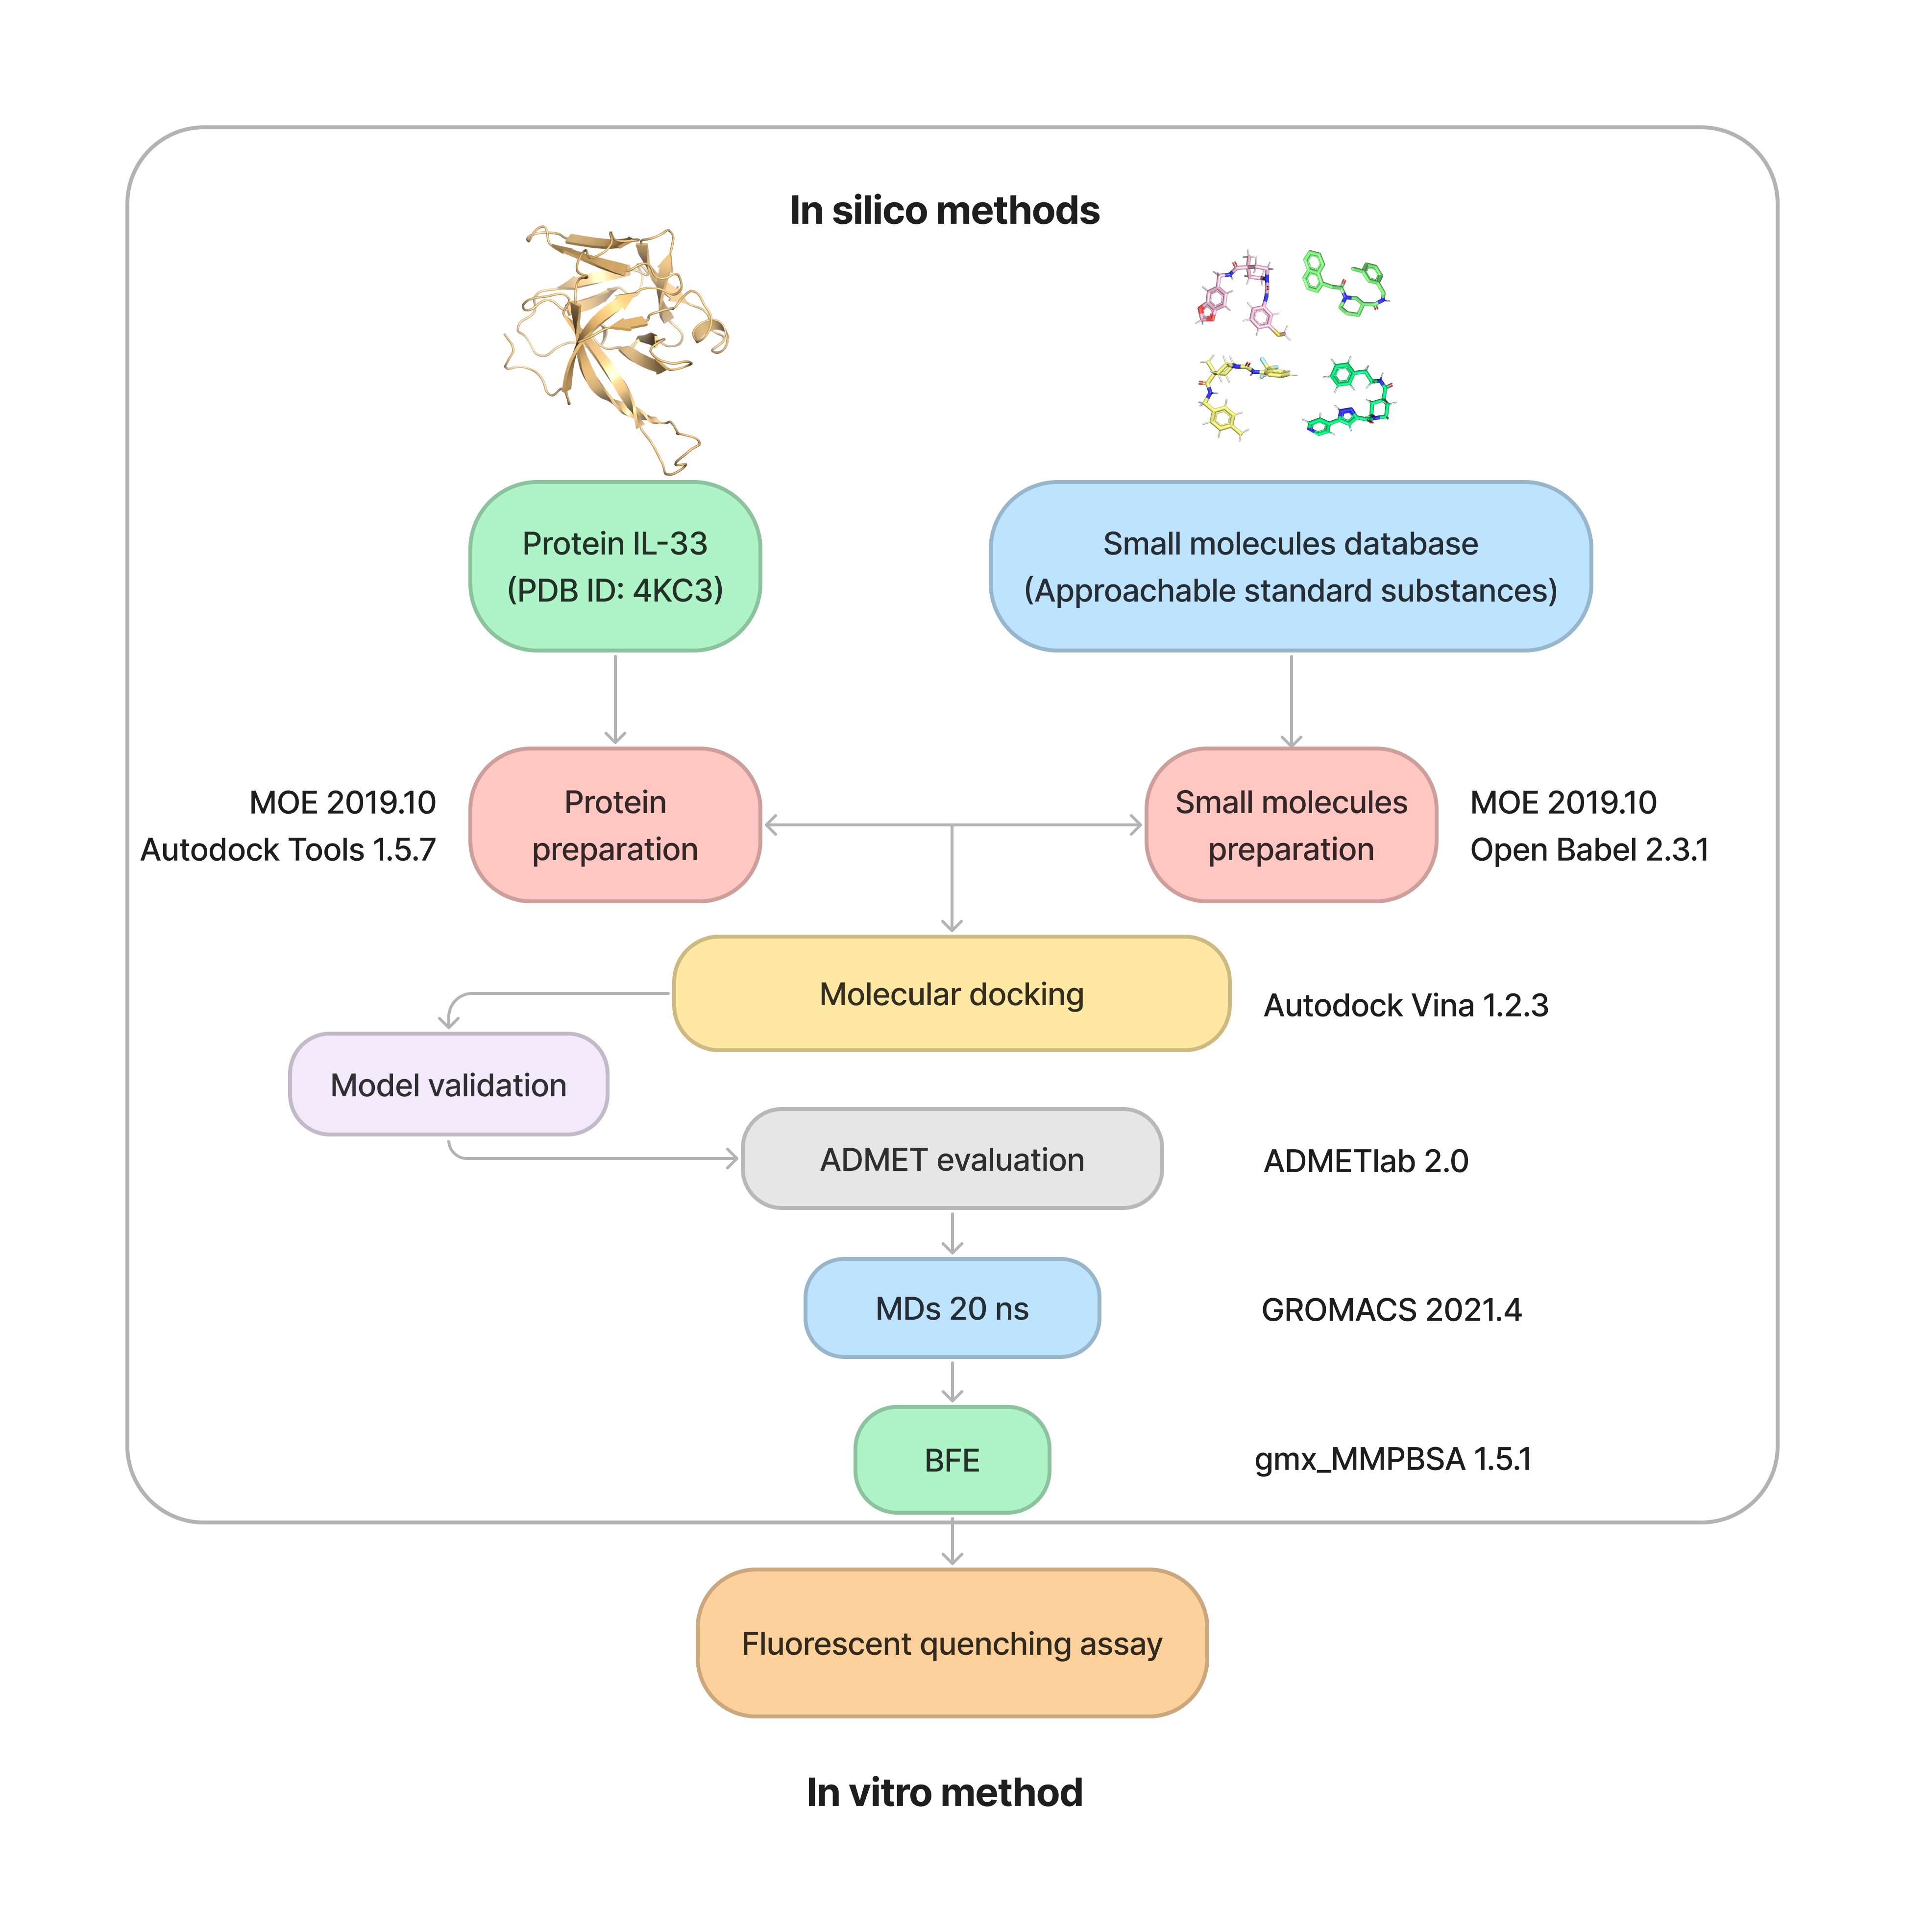 In silico methods
Protein IL-33
(PDB ID: 4KC3)
Small molecules database
(Approachable standard substances)
MOE 2019.10
Autodock Tools 1.5.7
Protein
preparation
Small molecules
preparation
MOE 2019.10
Open Babel 2.3.1
Molecular docking
Autodock Vina 1.2.3
Model validation
ADMET evaluation
ADMETlab 2.0
MDs 20 ns
GROMACS 2021.4
BFE
gmx_MMPBSA 1.5.1
Fluorescent quenching assay
In vitro method